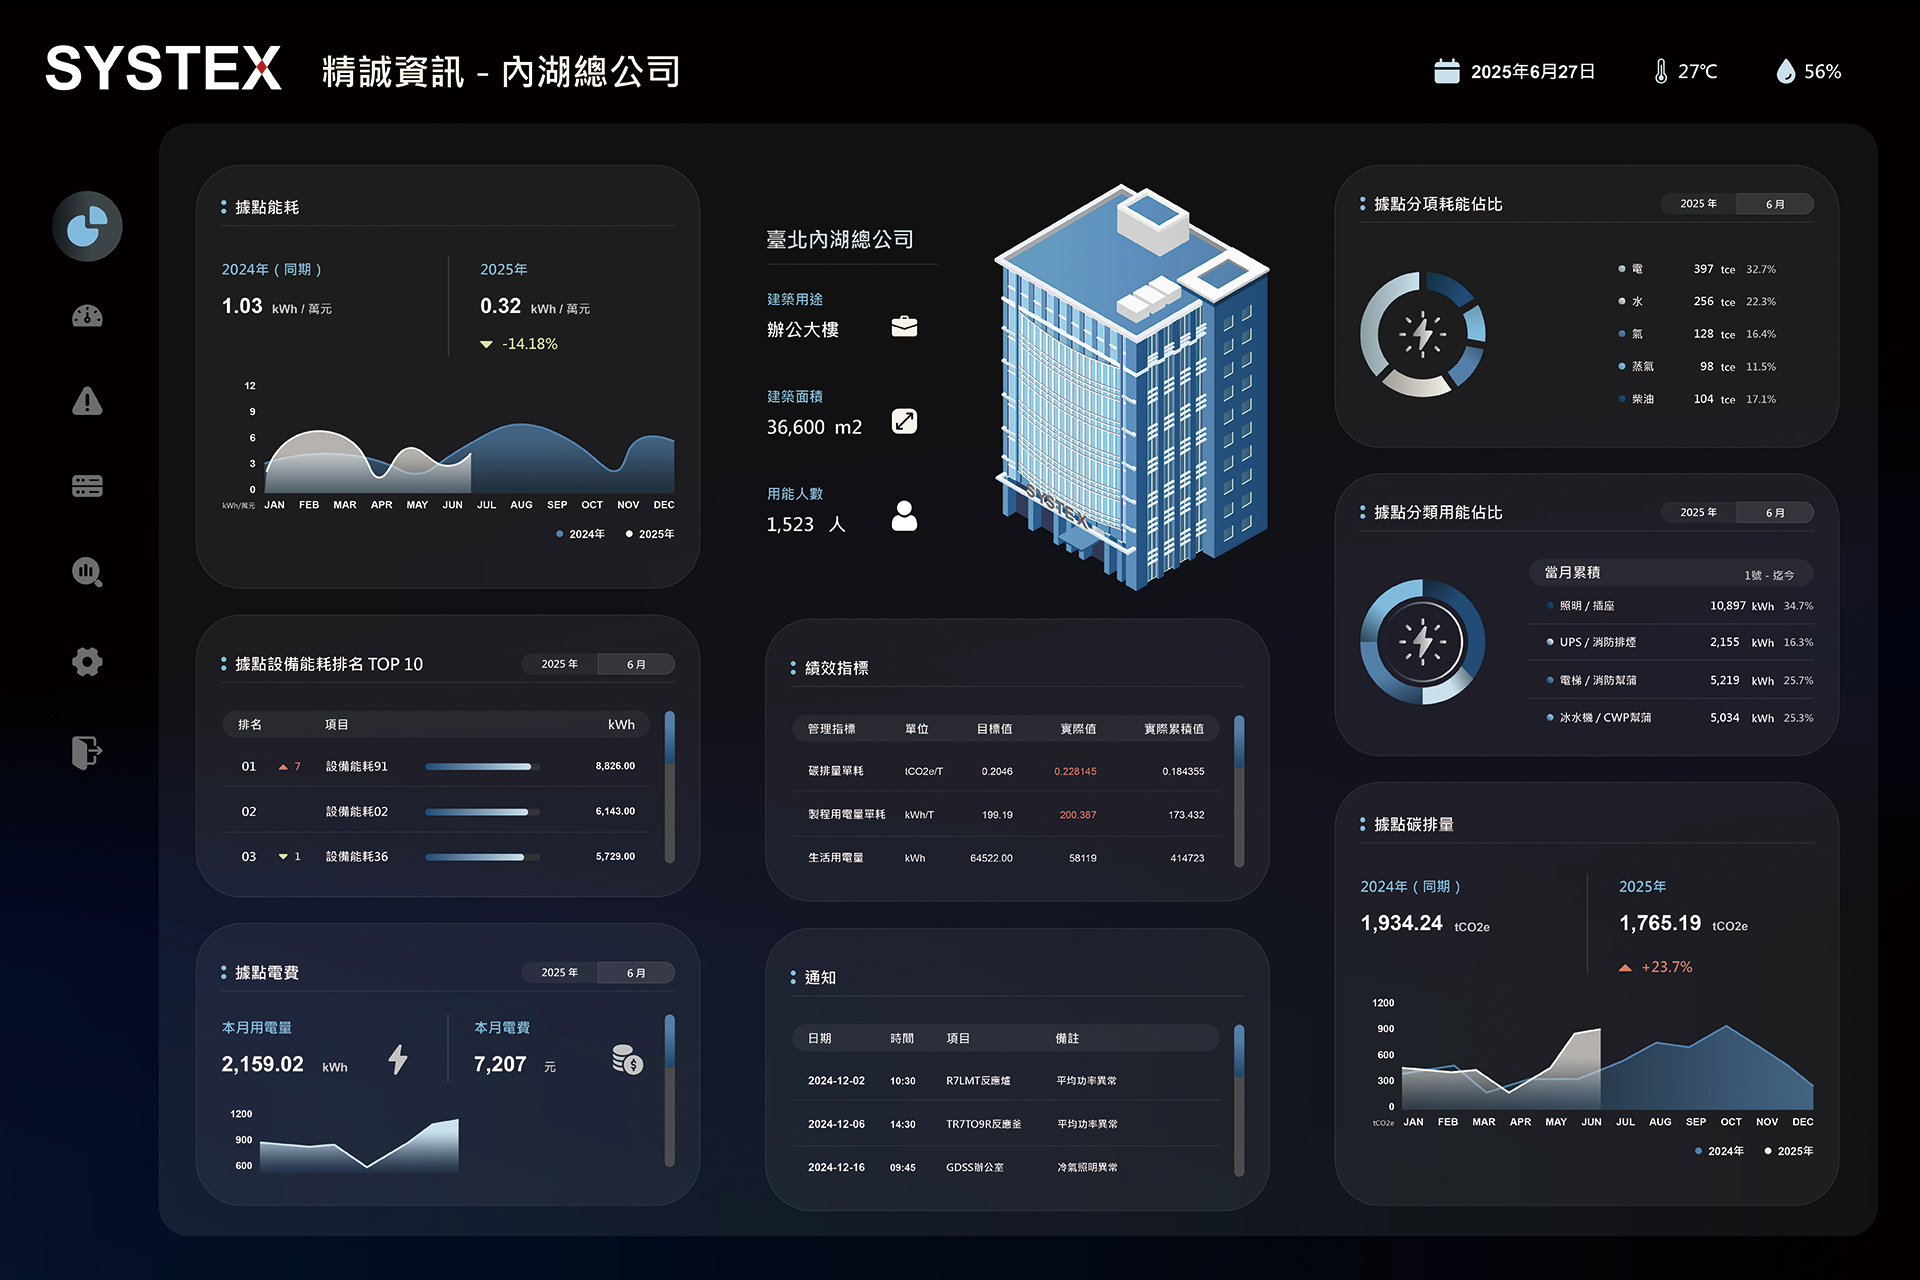 SYSTEX 精誠資訊 - 內湖總公司
2025年6月27日 27℃ 56%
據點能耗
2024年 ( 同期 )
1.03 kWh / 萬元
2025年
0.32 kWh / 萬元
-14.18%
12
9
6
3
0
kWh/萬元 JAN FEB MAR APR MAY JUN JUL AUG SEP OCT NOV DEC
2024年 2025年
據點設備能耗排名 TOP 10 2025 年 6 月
排名 項目 kWh
01 7 設備能耗91 8,826.00
02 設備能耗02 6,143.00
03 1 設備能耗36 5,729.00
據點電費 2025 年 6 月
本月用電量
2,159.02 kWh
本月電費
7,207 元
1200
900
600
臺北內湖總公司
建築用途
辦公大樓
建築面積
36,600 m2
用能人數
1,523 人
SYSTEX
績效指標
管理指標 單位 目標值 實際值 實際累積值
碳排量單耗 tCO2e/T 0.2046 0.228145 0.184355
製程用電量單耗 kWh/T 199.19 200.387 173.432
生活用電量 kWh 64522.00 58119 414723
通知
日期 時間 項目 備註
2024-12-02 10:30 R7LMT反應爐 平均功率異常
2024-12-06 14:30 TR7TO9R反應釜 平均功率異常
2024-12-16 09:45 GDSS辦公室 冷氣照明異常
據點分項耗能佔比 2025 年 6 月
電 397 tce 32.7%
水 256 tce 22.3%
氣 128 tce 16.4%
蒸氣 98 tce 11.5%
柴油 104 tce 17.1%
據點分類用能佔比 2025 年 6 月
當月累積 1號 - 迄今
照明 / 插座 10,897 kWh 34.7%
UPS / 消防排煙 2,155 kWh 16.3%
電梯 / 消防幫蒲 5,219 kWh 25.7%
冰水機 / CWP幫蒲 5,034 kWh 25.3%
據點碳排量
2024年 ( 同期 )
1,934.24 tCO2e
2025年
1,765.19 tCO2e
+23.7%
1200
900
600
300
0
tCO2e JAN FEB MAR APR MAY JUN JUL AUG SEP OCT NOV DEC
2024年 2025年